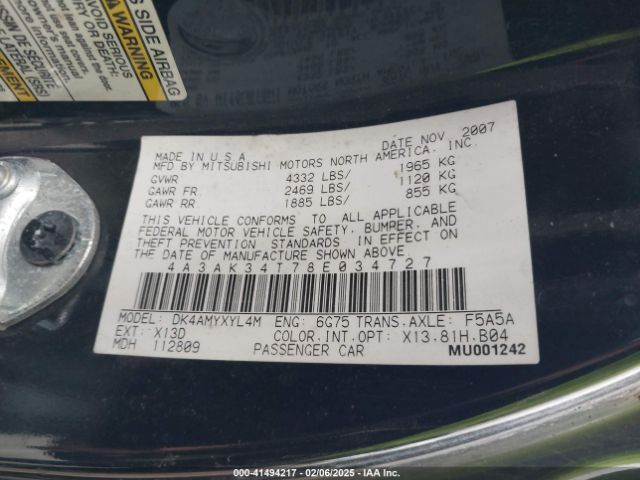 S SIDE AIRBAG
A WARNING
AVOID SERIOUS
RY OR DEATH:
MADE IN U.S.A
DATE NOV 2007
MFD BY MITSUBISHI MOTORS NORTH AMERICA, INC.
GVWR 4332 LBS/ 1965 KG
GAWR FR 2469 LBS/ 1120 KG
GAWR RR 1885 LBS/ 855 KG
THIS VEHICLE CONFORMS TO ALL APPLICABLE
FEDERAL MOTOR VEHICLE SAFETY, BUMPER, AND
THEFT PREVENTION STANDARDS IN EFFECT ON
THE DATE OF MANUFACTURE SHOWN ABOVE.
4A3AK34T78E034727
MODEL: DK4AMYXYL4M ENG: 6G75 TRANS.AXLE: F5A5A
EXT: X13D COLOR,INT.OPT: X13.81H.B04
MDH 112809 PASSENGER CAR MU001242
000-41494217 - 02/06/2025 - IAA Inc.